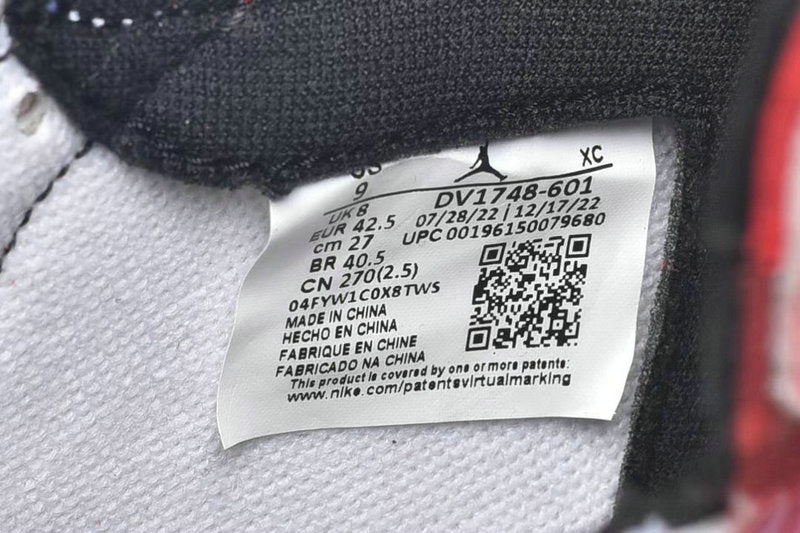 US
9
UK 8
EUR 42.5
cm 27
BR 40.5
CN 270(2.5)
04FYW1C0X8TWS
MADE IN CHINA
HECHO EN CHINA
FABRIQUE EN CHINE
FABRICADO NA CHINA
XC
DV1748-601
07/28/22 | 12/17/22
UPC 00196150079680
This product is covered by one or more patents:
www.nike.com/patentsvirtualmarking